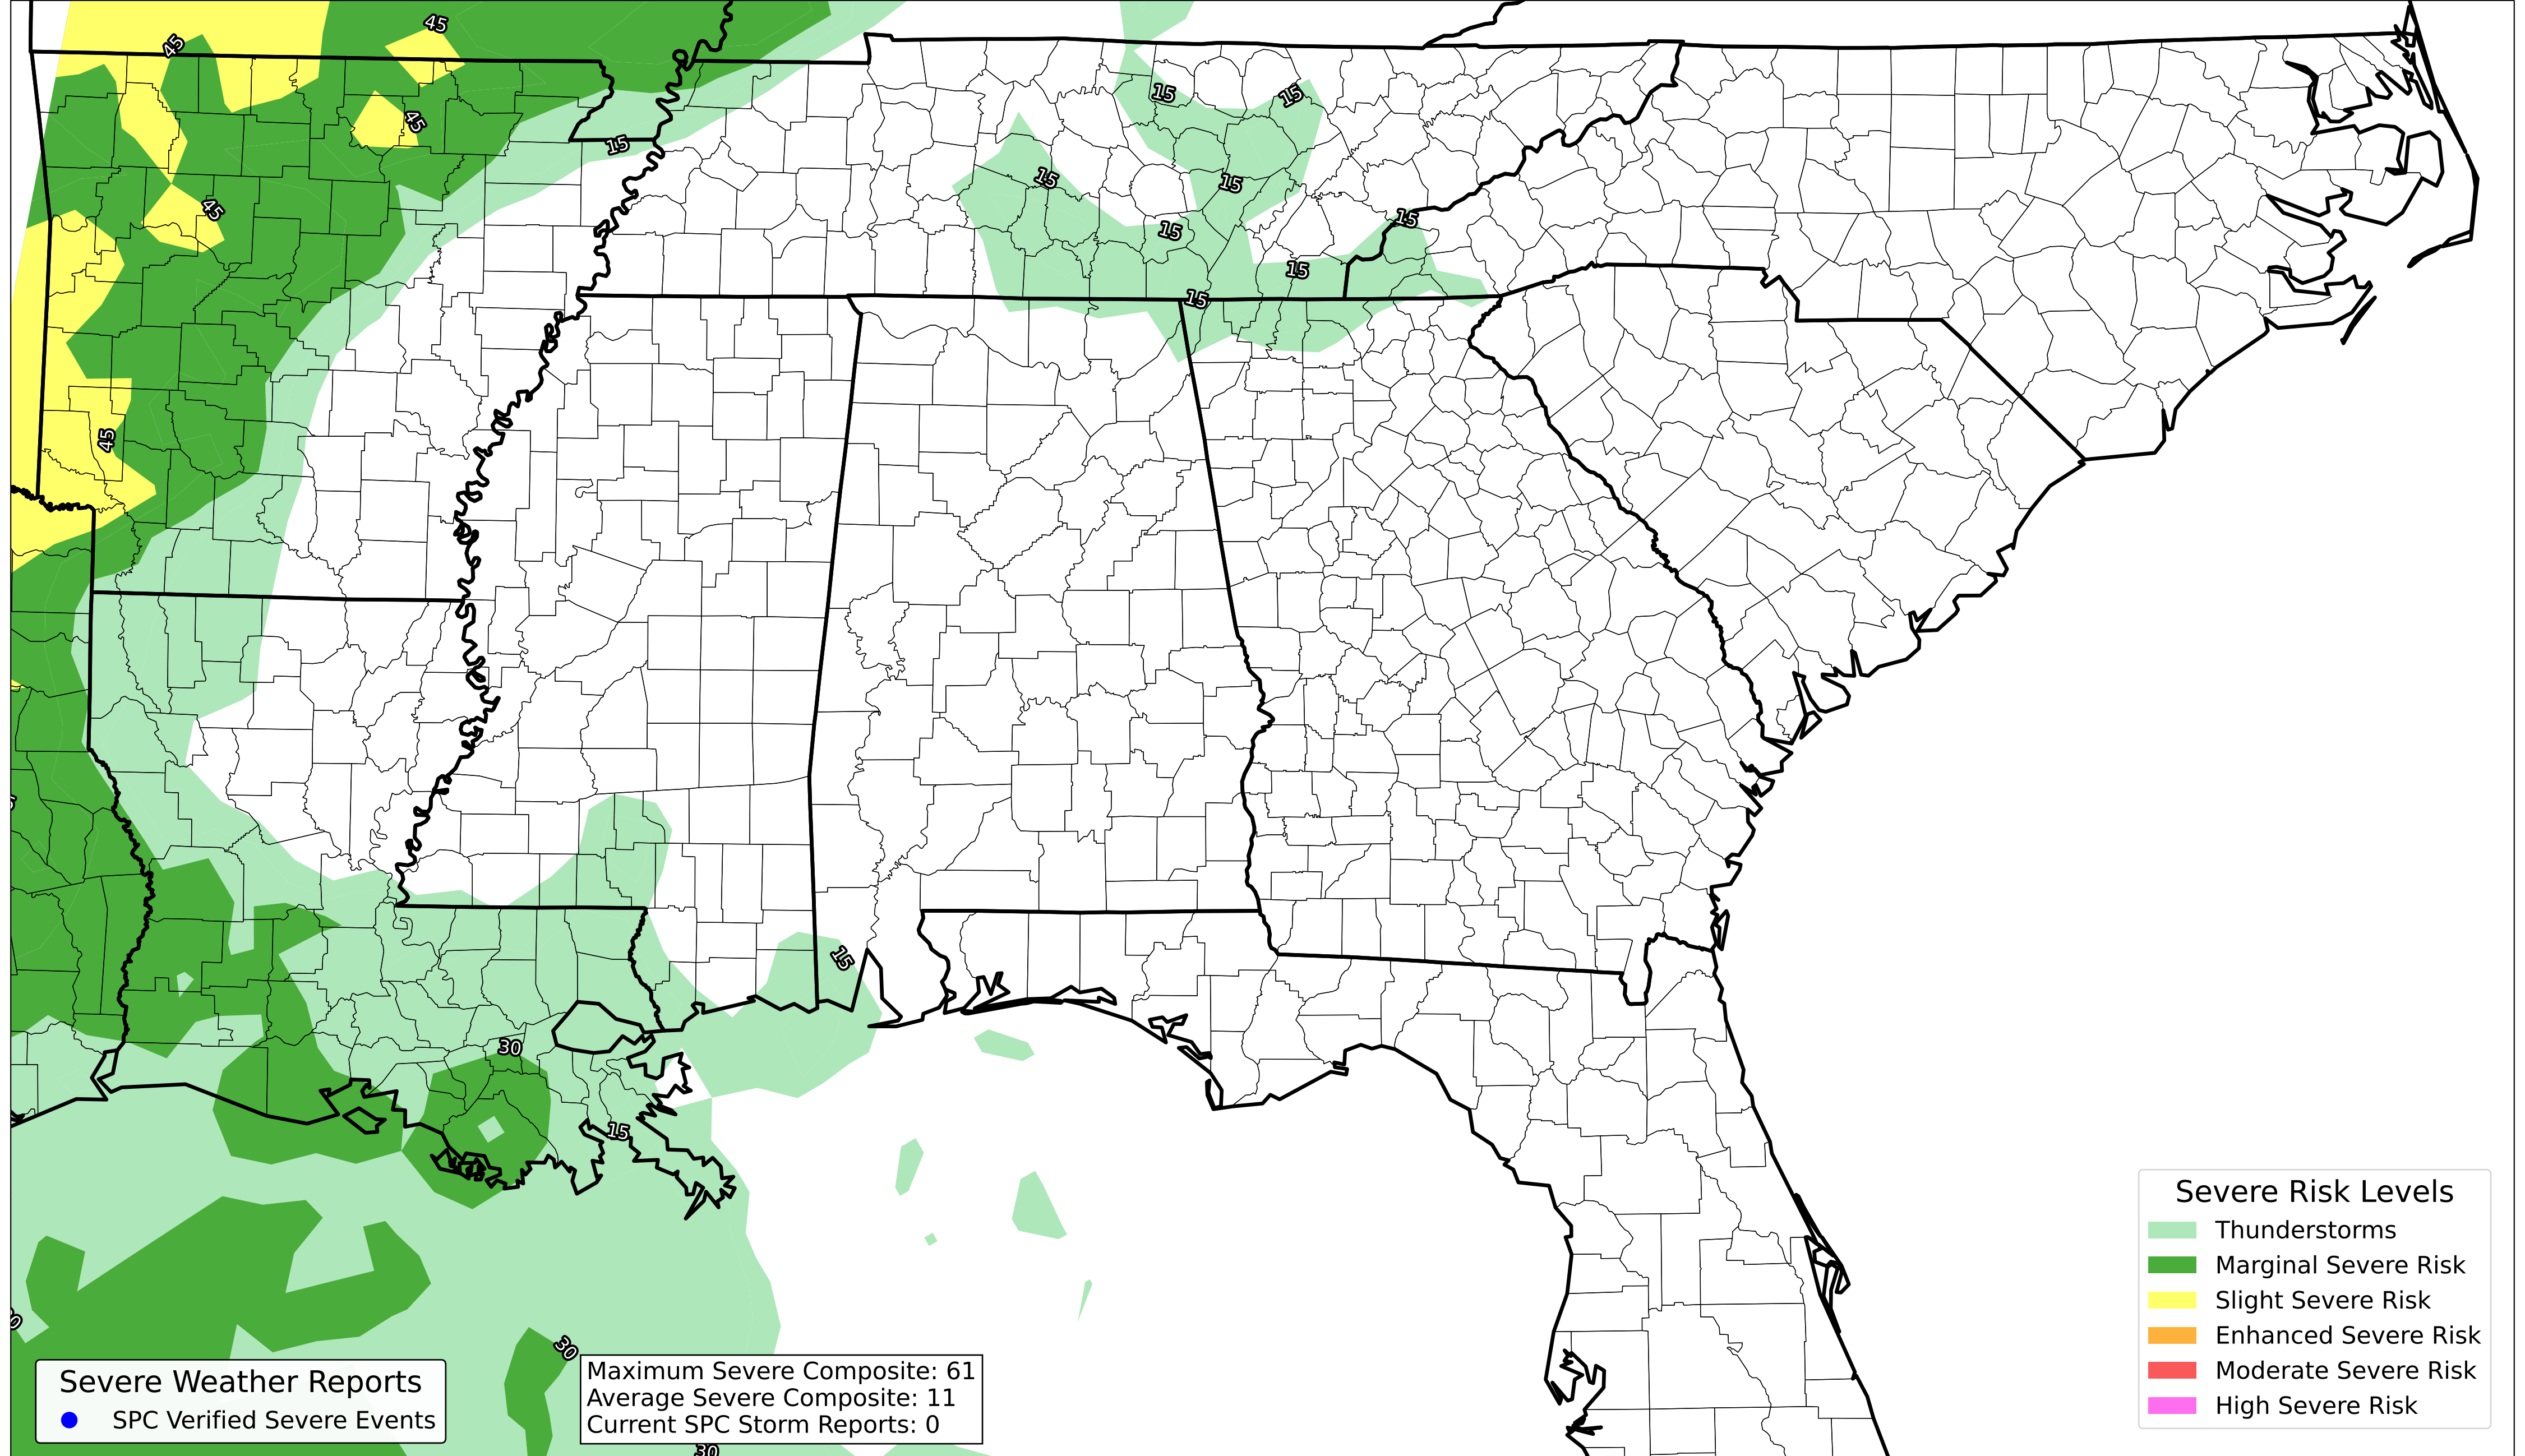 45
45
15
15
45
15
15
15
45
15
15
15
15
45
15
30
15
30
30
Severe Weather Reports
SPC Verified Severe Events
Maximum Severe Composite: 61
Average Severe Composite: 11
Current SPC Storm Reports: 0
Severe Risk Levels
Thunderstorms
Marginal Severe Risk
Slight Severe Risk
Enhanced Severe Risk
Moderate Severe Risk
High Severe Risk